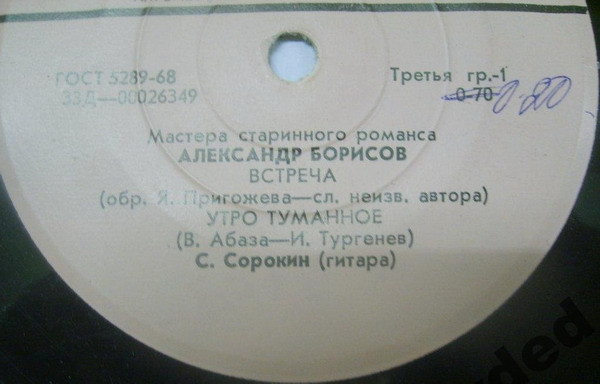 ГОСТ 5289-68
33Д—00026349
Третья гр.-1
0-70 0-20
Мастера старинного романса
АЛЕКСАНДР БОРИСОВ
ВСТРЕЧА
(обр. Я. Пригожева—сл. неизв. автора)
УТРО ТУМАННОЕ
(В. Абаза—И. Тургенев)
С. Сорокин (гитара)